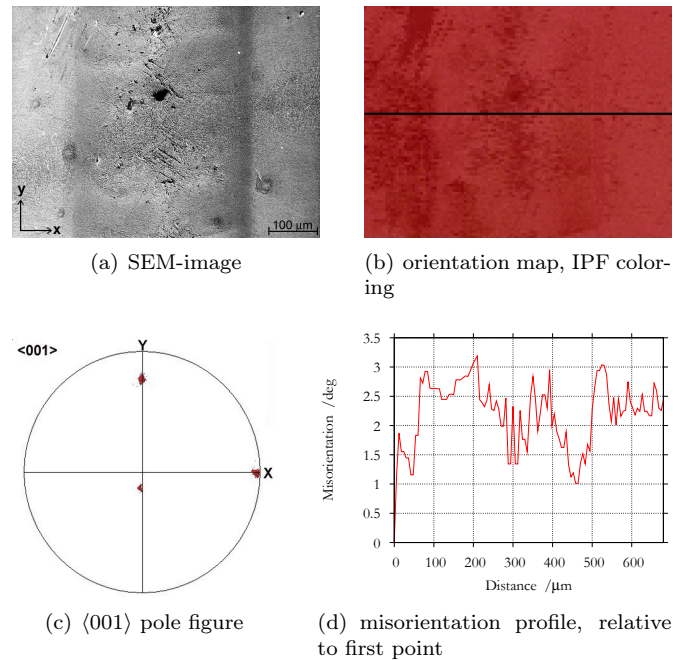 y
x
100 μm
(a) SEM-image
(b) orientation map, IPF color-
ing
<001>
Y
X
(c) ⟨001⟩ pole figure
3.5
3
2.5
2
1.5
1
0.5
0
Misorientation /deg
0 100 200 300 400 500 600
Distance /μm
(d) misorientation profile, relative
to first point